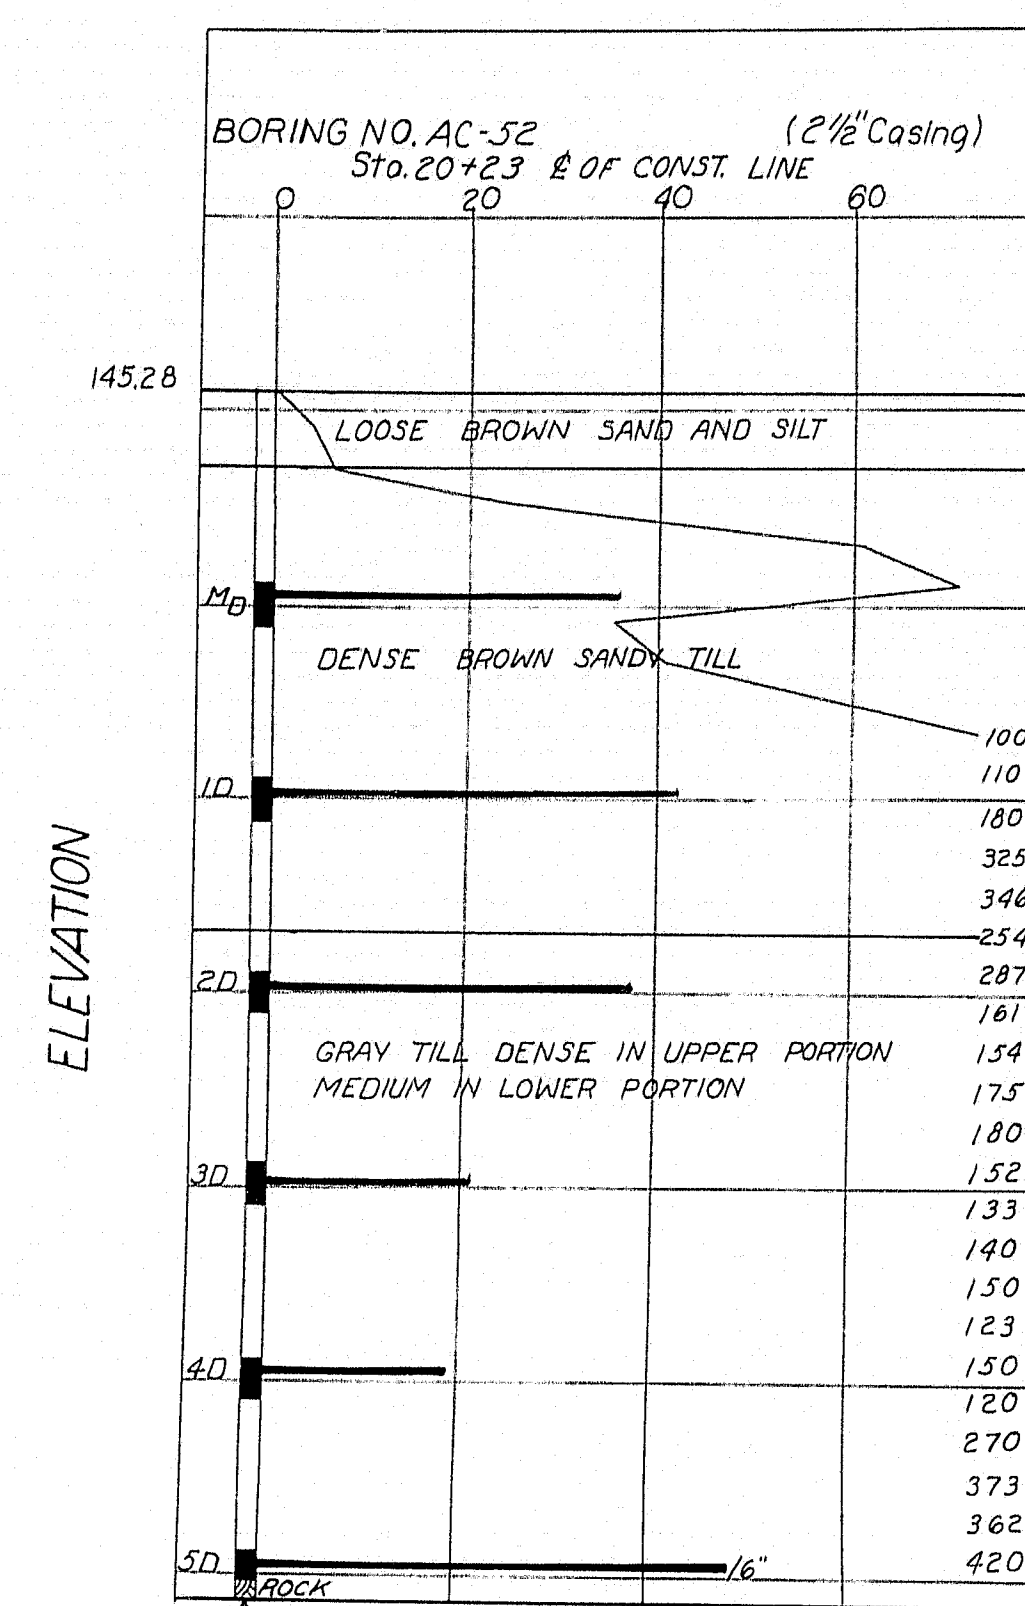 BORING NO. AC-52 (2½" Casing)
Sta. 20+23 ℄ OF CONST. LINE
0 20 40 60
145.28
LOOSE BROWN SAND AND SILT
MD
DENSE BROWN SANDY TILL
100
110
1D
180
325
346
254
2D
287
161
GRAY TILL DENSE IN UPPER PORTION
154
MEDIUM IN LOWER PORTION
175
180
3D
152
133
140
150
123
4D
150
120
270
373
362
5D
/6"
420
ROCK
ELEVATION